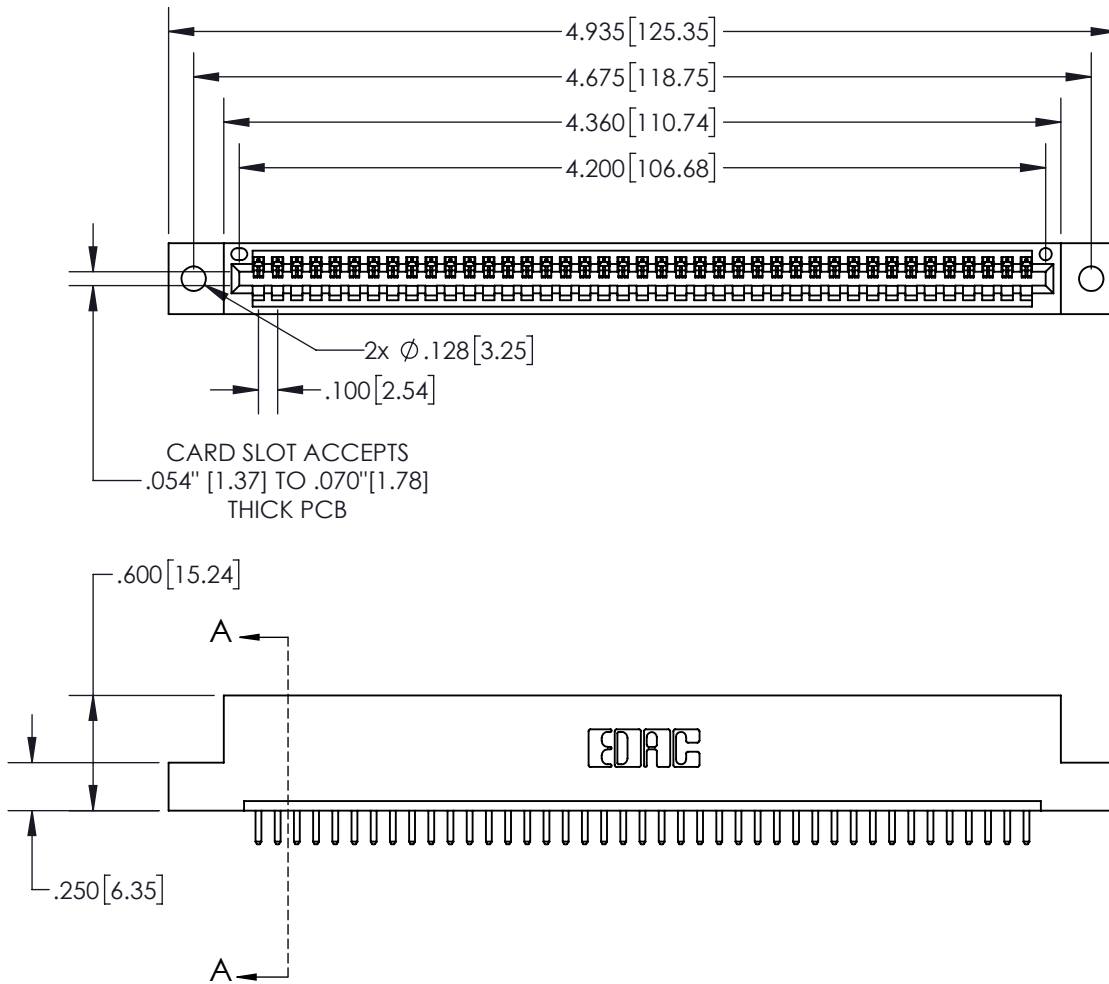 4.935[125.35]
4.675[118.75]
4.360[110.74]
4.200[106.68]
2x ∅ .128[3.25]
.100[2.54]
CARD SLOT ACCEPTS
.054" [1.37] TO .070"[1.78]
THICK PCB
.600[15.24]
A
EDAC
.250[6.35]
A